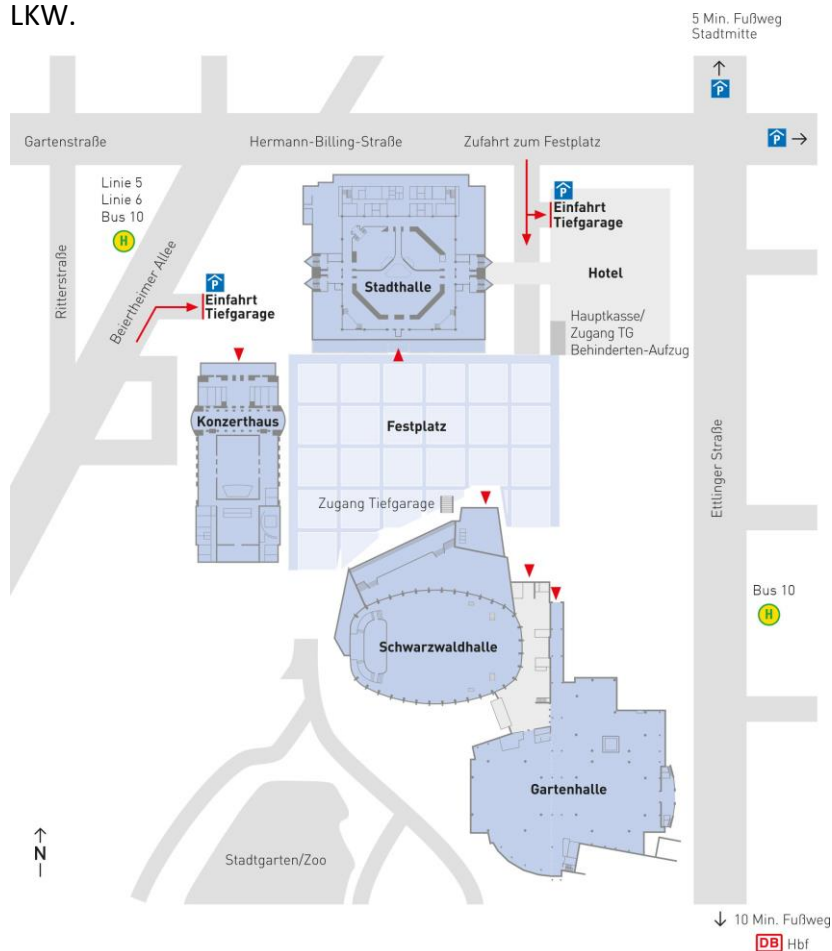 LKW.
5 Min. Fußweg
Stadtmitte
P
Gartenstraße
Hermann-Billing-Straße
Zufahrt zum Festplatz
P
Linie 5
Linie 6
Bus 10
H
Ritterstraße
Beiertheimer Allee
P
Einfahrt
Tiefgarage
Stadthalle
P
Einfahrt
Tiefgarage
Hotel
Hauptkasse/
Zugang TG
Behinderten-Aufzug
Konzerthaus
Festplatz
Ettlinger Straße
Zugang Tiefgarage
Bus 10
H
Schwarzwaldhalle
Gartenhalle
N
Stadtgarten/Zoo
10 Min. Fußweg
DB Hbf